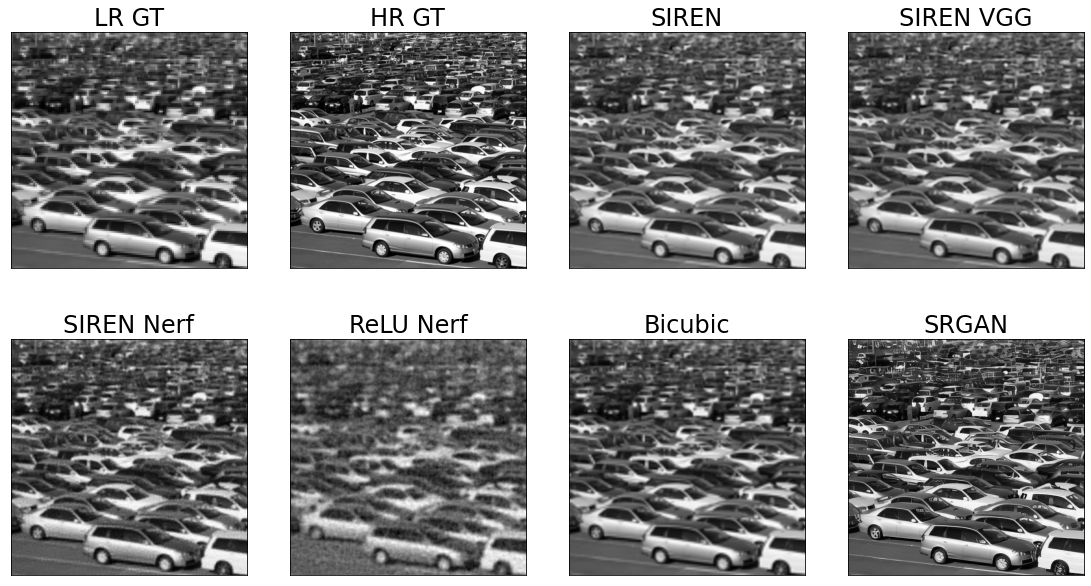 LR GT
HR GT
SIREN
SIREN VGG
SIREN Nerf
ReLU Nerf
Bicubic
SRGAN